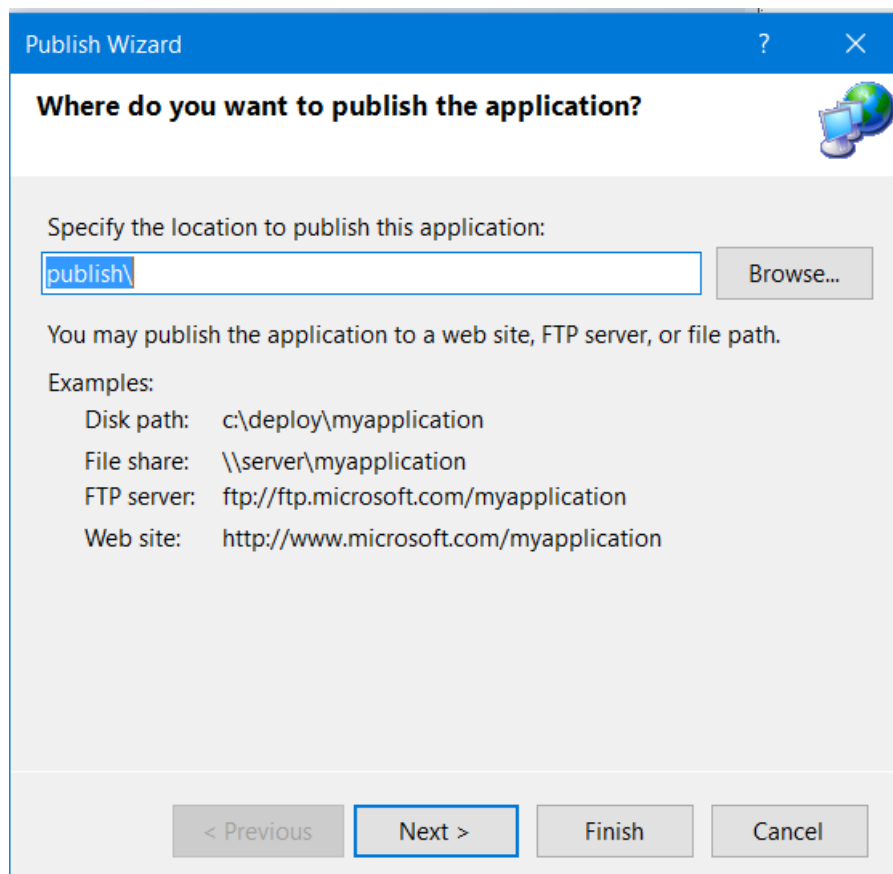 Publish Wizard ?
Where do you want to publish the application?
Specify the location to publish this application:
publish\ Browse...
You may publish the application to a web site, FTP server, or file path.
Examples:
Disk path: c:\deploy\myapplication
File share: \\server\myapplication
FTP server: ftp://ftp.microsoft.com/myapplication
Web site: http://www.microsoft.com/myapplication
< Previous Next > Finish Cancel